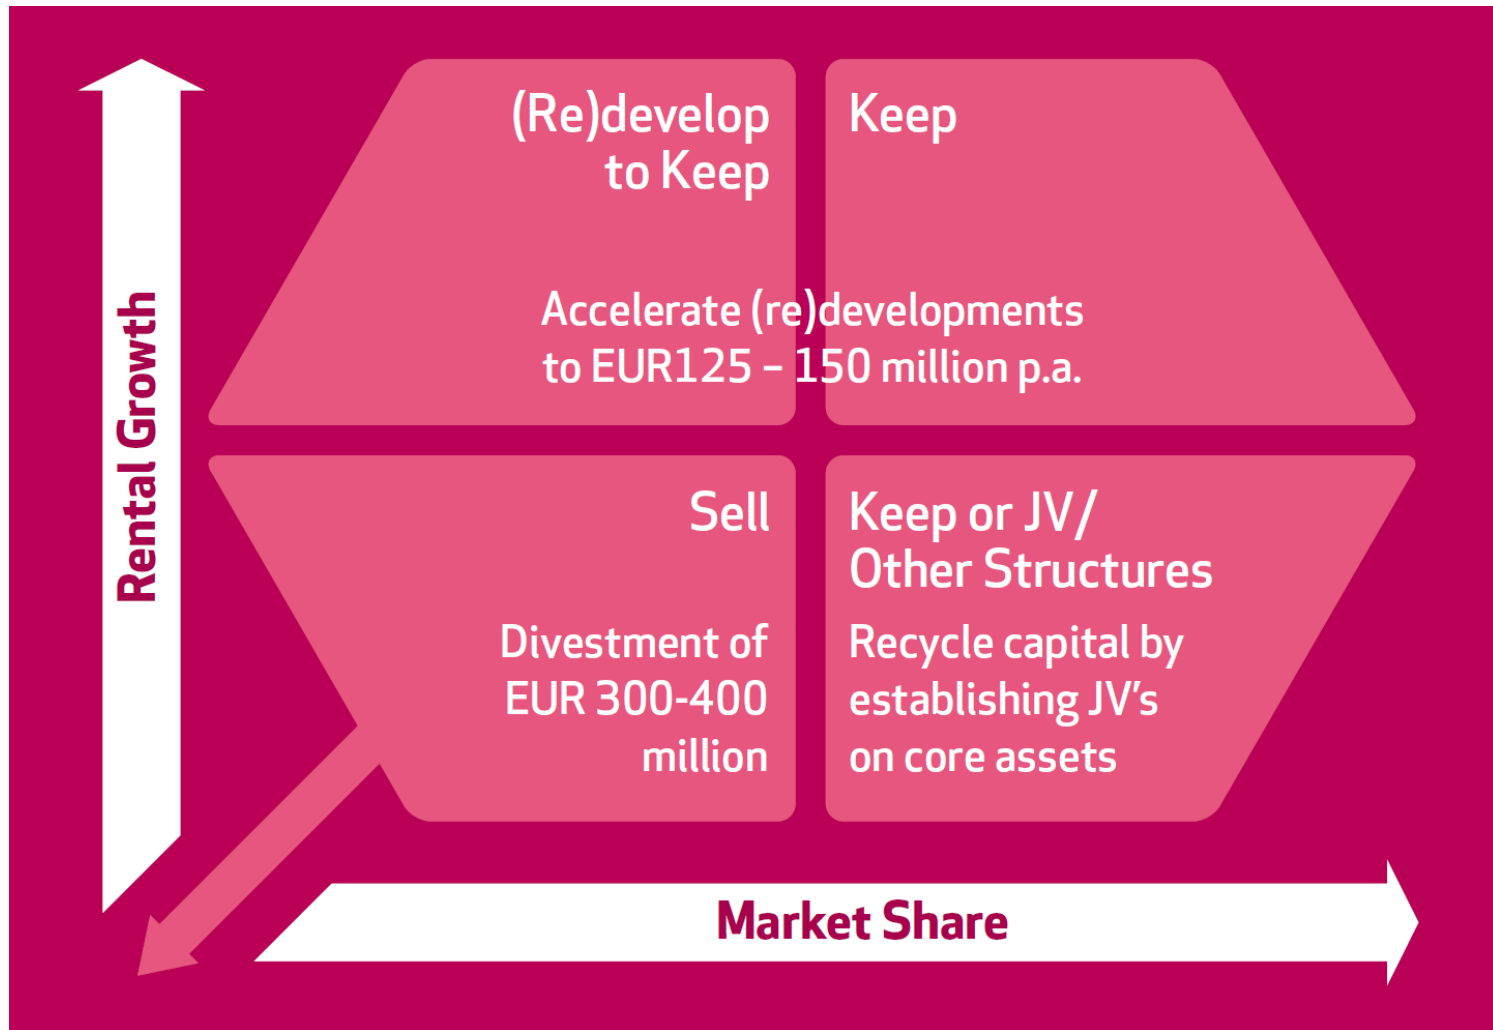 Rental Growth
(Re)develop
to Keep
Keep
Accelerate (re)developments
to EUR125 – 150 million p.a.
Sell
Divestment of
EUR 300-400
million
Keep or JV/
Other Structures
Recycle capital by
establishing JV's
on core assets
Market Share